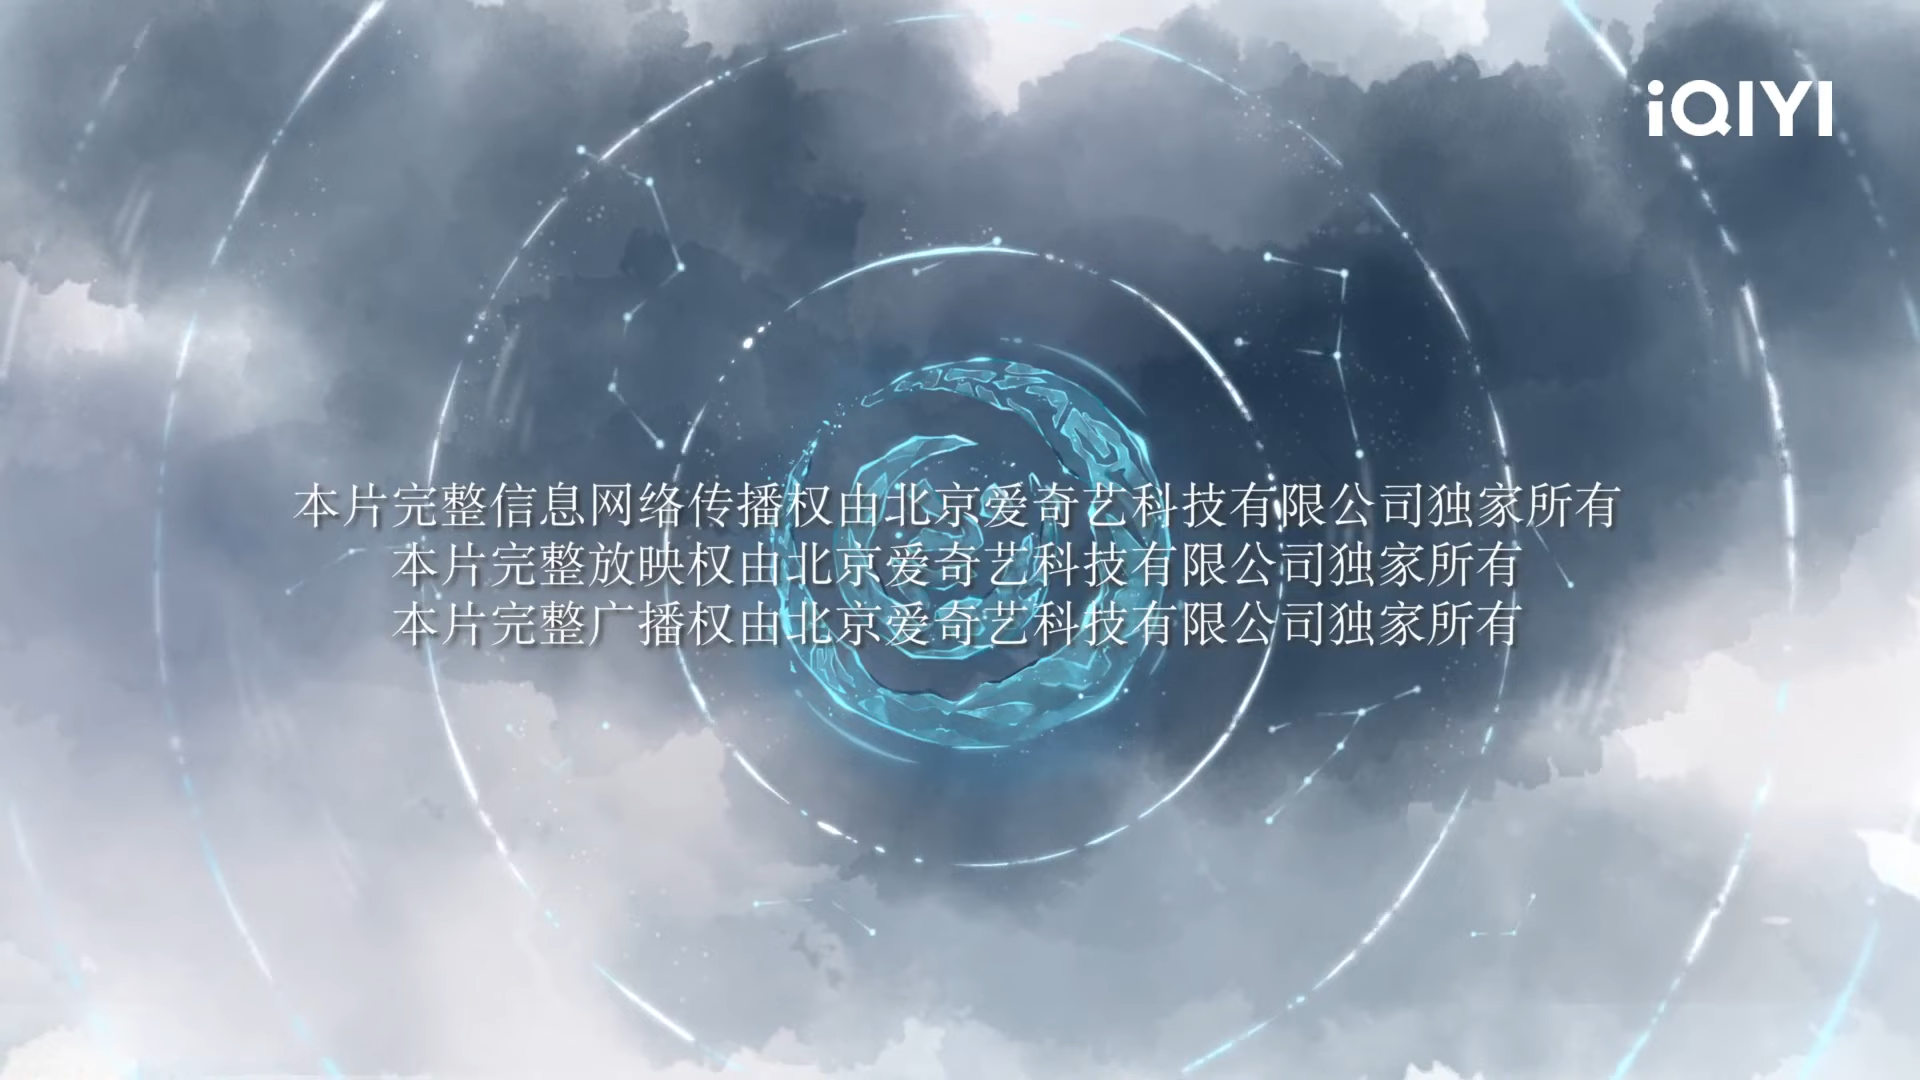 iQIYI
本片完整信息网络传播权由北京爱奇艺科技有限公司独家所有
本片完整放映权由北京爱奇艺科技有限公司独家所有
本片完整广播权由北京爱奇艺科技有限公司独家所有